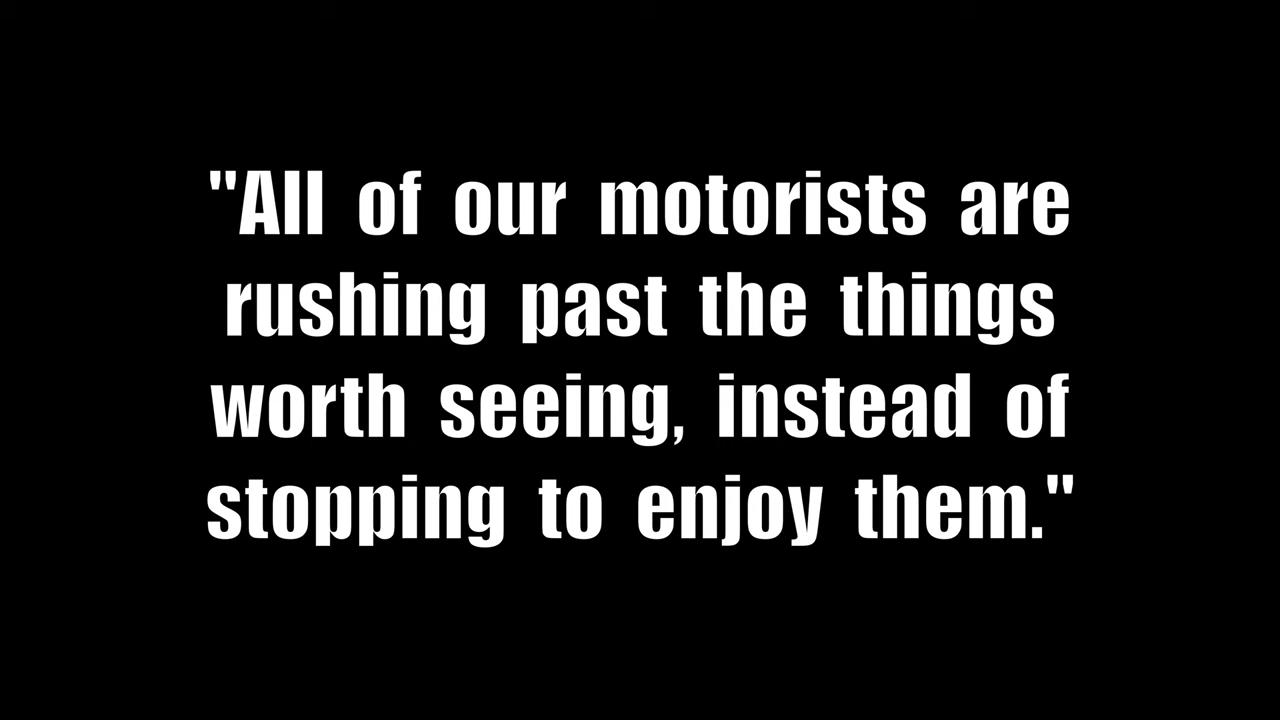 "All of our motorists are
rushing past the things
worth seeing, instead of
stopping to enjoy them."